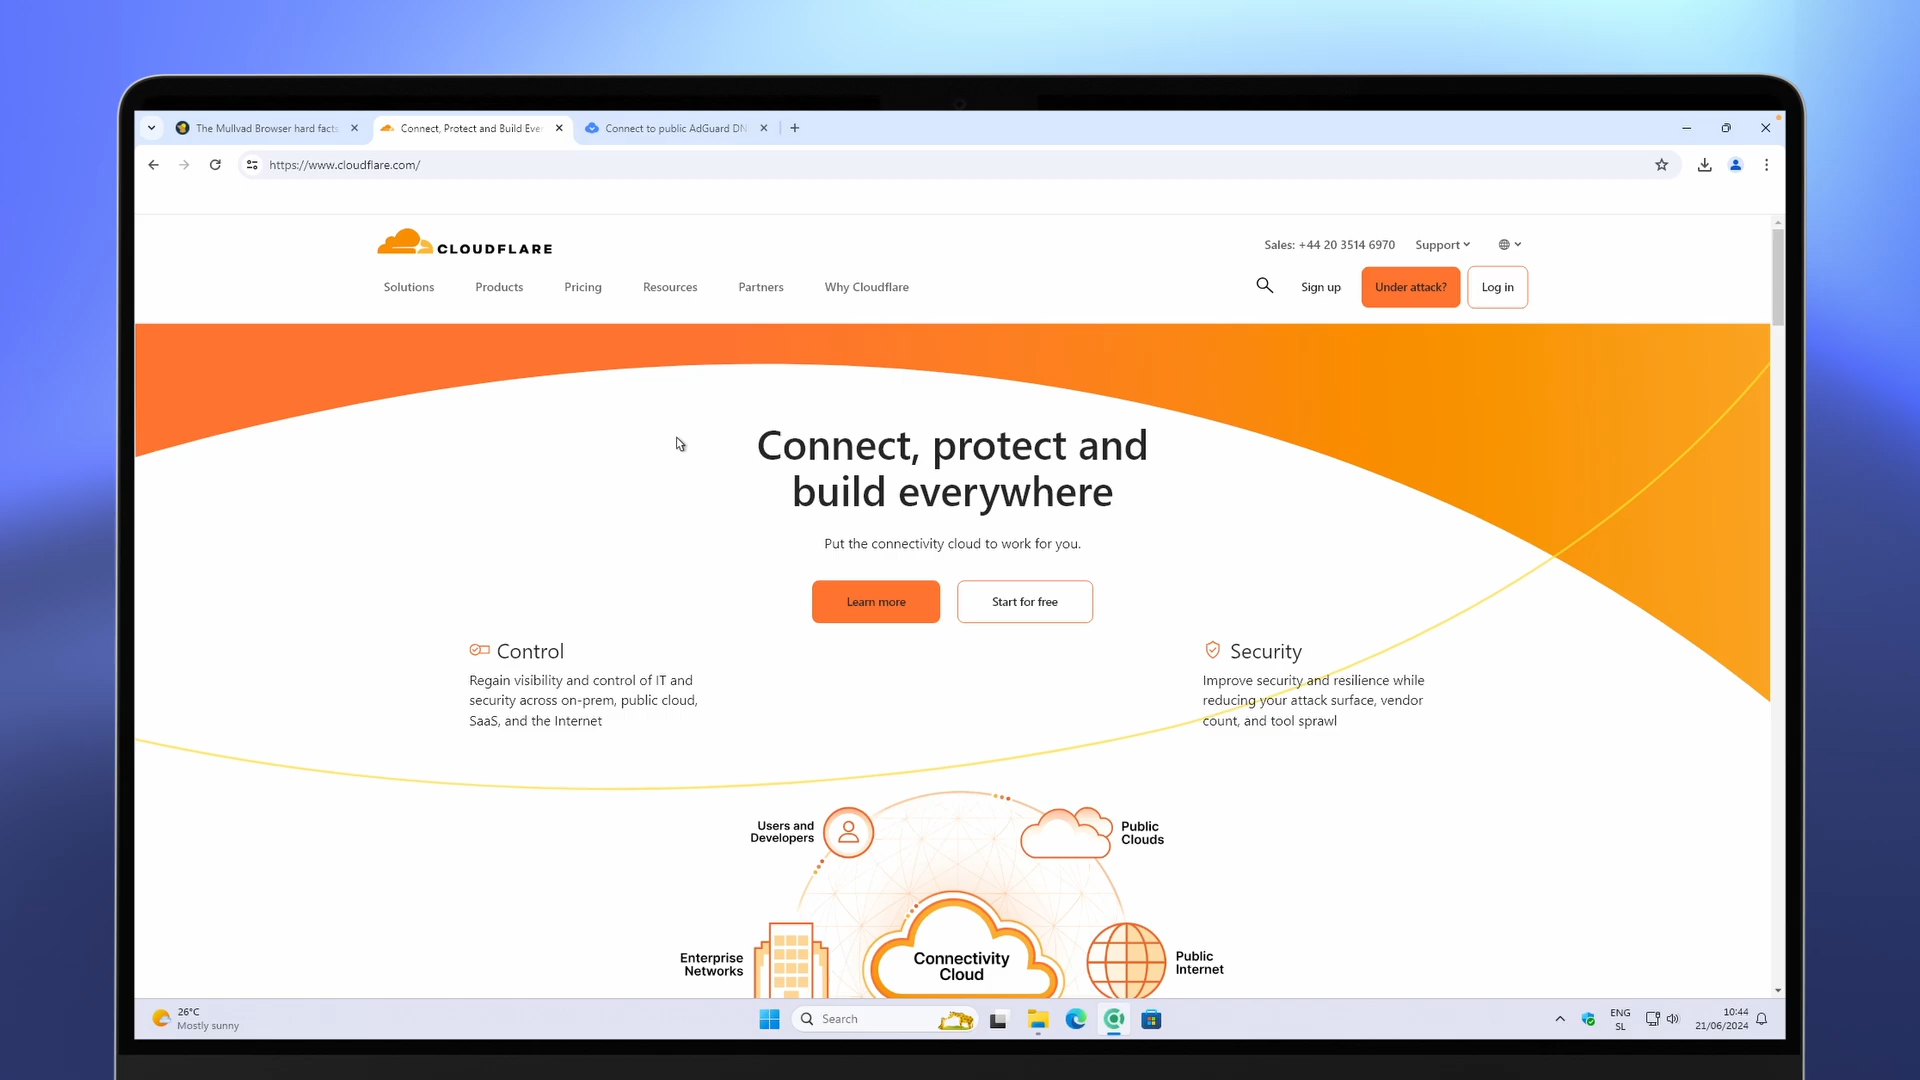 The Mullvad Browser hard facts
Connect, Protect and Build Eve
Connect to public AdGuard DN
https://www.cloudflare.com/
CLOUDFLARE
Sales: +44 20 3514 6970
Support
Solutions
Products
Pricing
Resources
Partners
Why Cloudflare
Sign up
Under attack?
Log in
Connect, protect and
build everywhere
Put the connectivity cloud to work for you.
Learn more
Start for free
Control
Regain visibility and control of IT and
security across on-prem, public cloud,
SaaS, and the Internet
Security
Improve security and resilience while
reducing your attack surface, vendor
count, and tool sprawl
Users and
Developers
Public
Clouds
Enterprise
Networks
Connectivity
Cloud
Public
Internet
26°C
Mostly sunny
Search
ENG
SL
10:44
21/06/2024